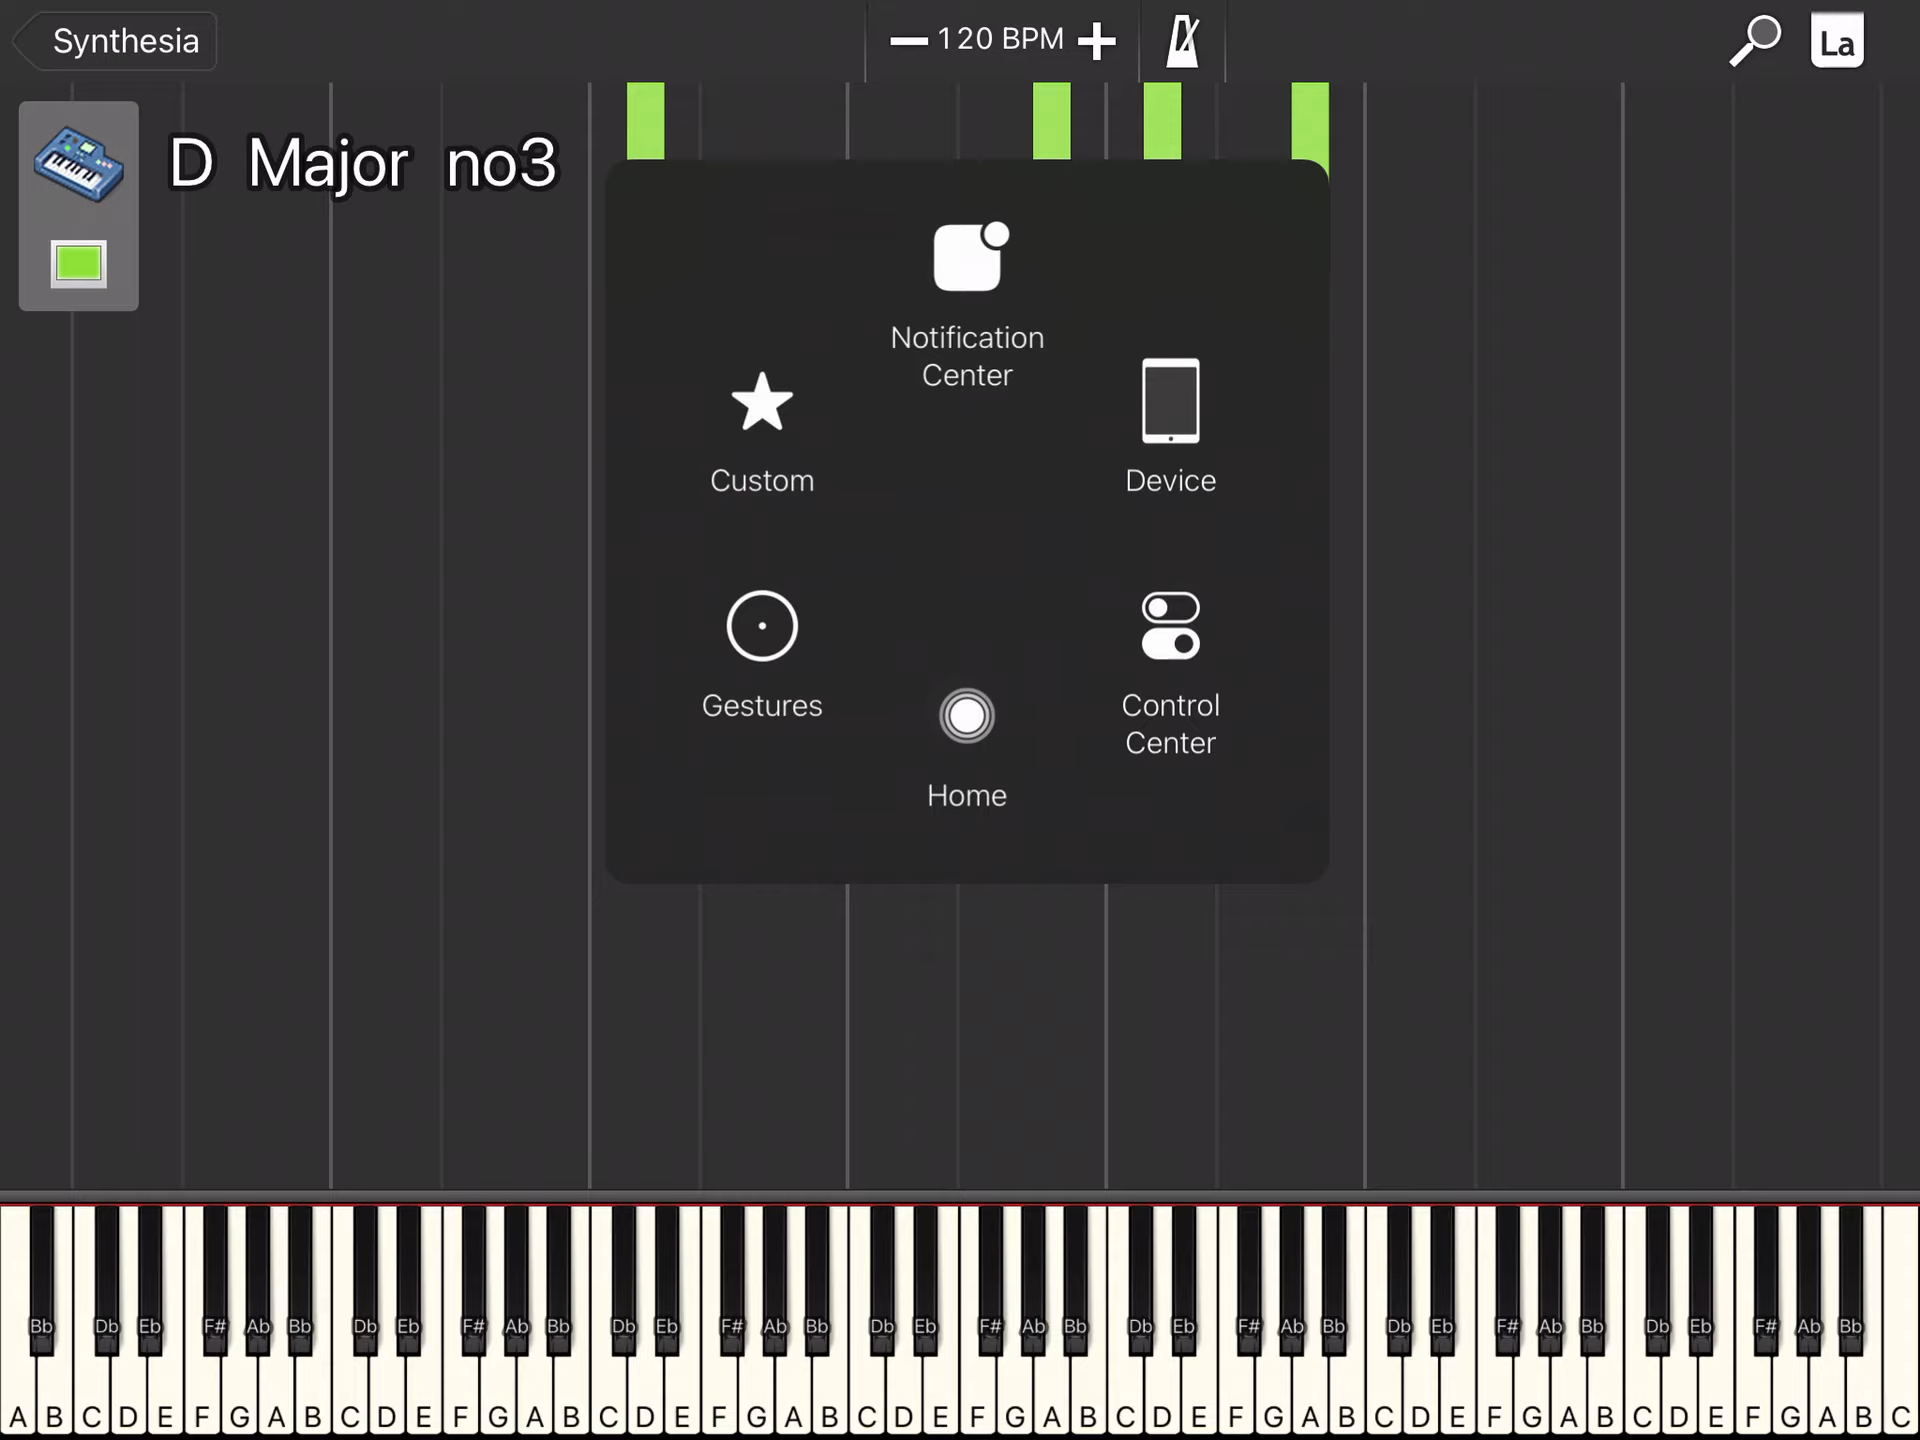 Synthesia
120 BPM
La
D Major no3
Notification
Center
Custom
Device
Gestures
Control
Center
Home
Bb Db Eb F# Ab Bb Db Eb F# Ab Bb Db Eb F# Ab Bb Db Eb F# Ab Bb Db Eb F# Ab Bb Db Eb F# Ab Bb Db Eb F# Ab Bb
A B C D E F G A B C D E F G A B C D E F G A B C D E F G A B C D E F G A B C D E F G A B C D E F G A B C